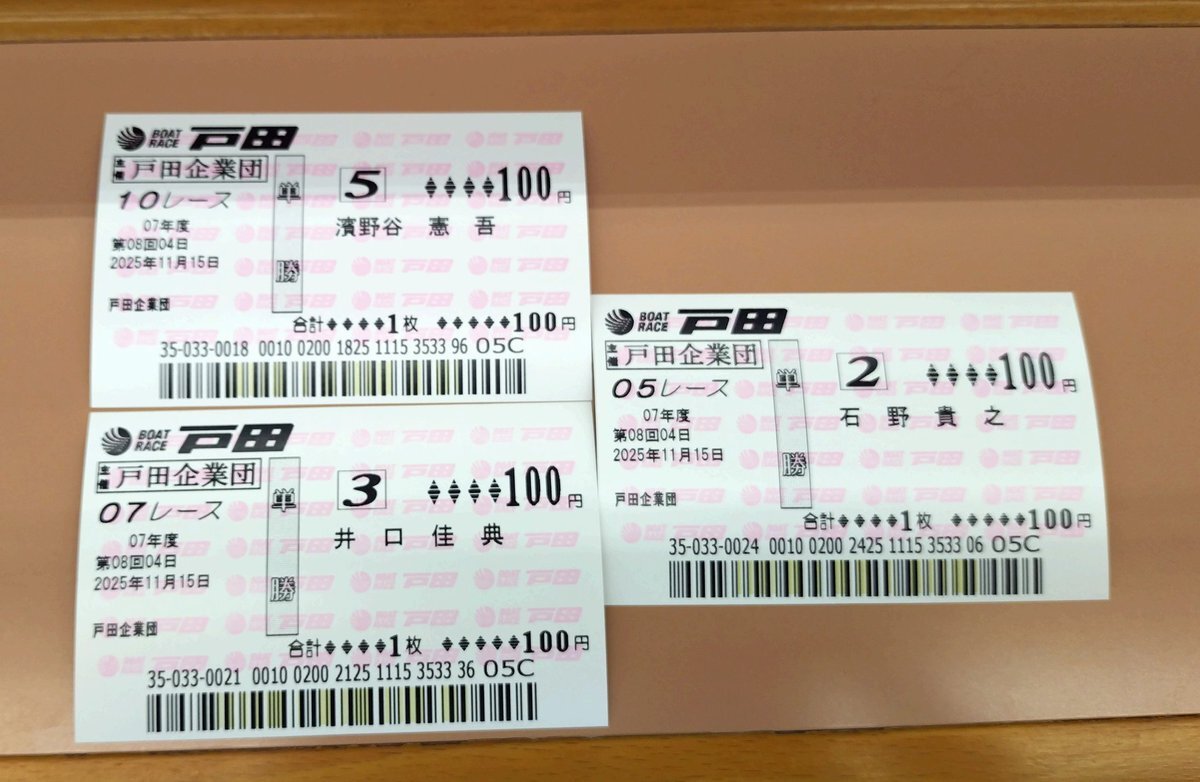 BOAT RACE 戸田
主催 戸田企業団
10レース
07年度
第08回04日
2025年11月15日
戸田企業団
単勝
5 ♦♦♦♦100円
濱野谷 憲吾
合計♦♦♦♦1枚 ♦♦♦♦♦100円
35-033-0018 0010 0200 1825 1115 3533 96 05C
BOAT RACE 戸田
主催 戸田企業団
07レース
07年度
第08回04日
2025年11月15日
戸田企業団
単勝
3 ♦♦♦♦100円
井口 佳典
合計♦♦♦♦1枚 ♦♦♦♦♦100円
35-033-0021 0010 0200 2125 1115 3533 36 05C
BOAT RACE 戸田
主催 戸田企業団
05レース
07年度
第08回04日
2025年11月15日
戸田企業団
単勝
2 ♦♦♦♦100円
石野 貴之
合計♦♦♦♦1枚 ♦♦♦♦♦100円
35-033-0024 0010 0200 2425 1115 3533 06 05C